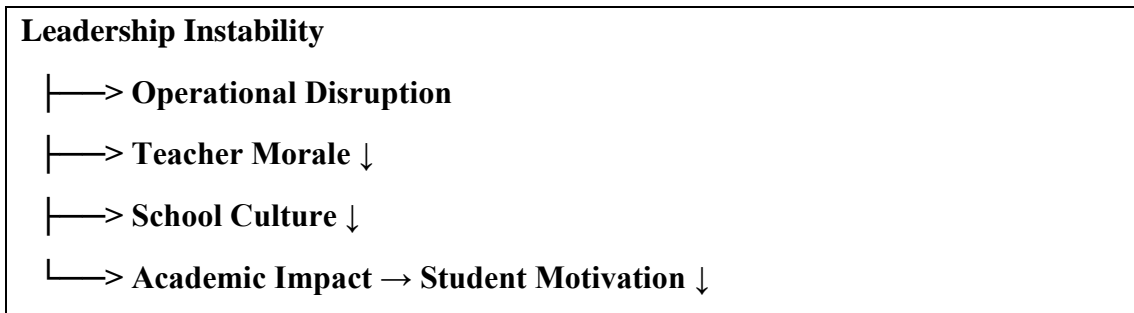 Leadership Instability
├──> Operational Disruption
├──> Teacher Morale ↓
├──> School Culture ↓
└──> Academic Impact → Student Motivation ↓